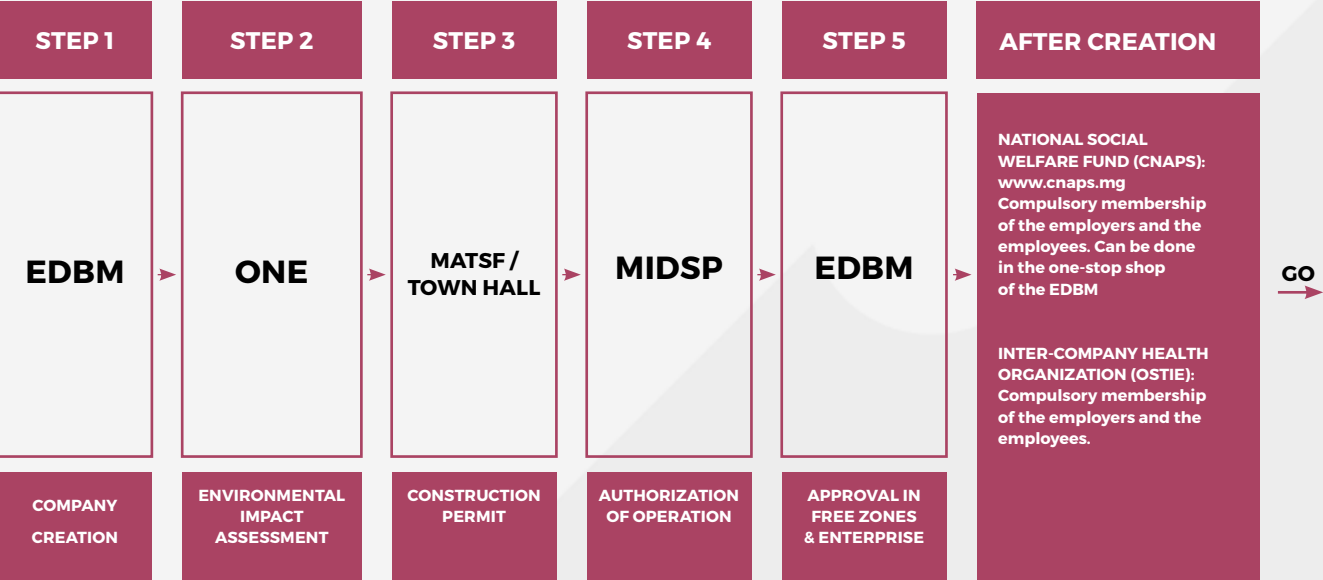 STEP 1
EDBM
COMPANY
CREATION
STEP 2
ONE
ENVIRONMENTAL
IMPACT
ASSESSMENT
STEP 3
MATSF /
TOWN HALL
CONSTRUCTION
PERMIT
STEP 4
MIDSP
AUTHORIZATION
OF OPERATION
STEP 5
EDBM
APPROVAL IN
FREE ZONES
& ENTERPRISE
AFTER CREATION
NATIONAL SOCIAL
WELFARE FUND (CNAPS):
www.cnaps.mg
Compulsory membership
of the employers and the
employees. Can be done
in the one-stop shop
of the EDBM
INTER-COMPANY HEALTH
ORGANIZATION (OSTIE):
Compulsory membership
of the employers and the
employees.
GO